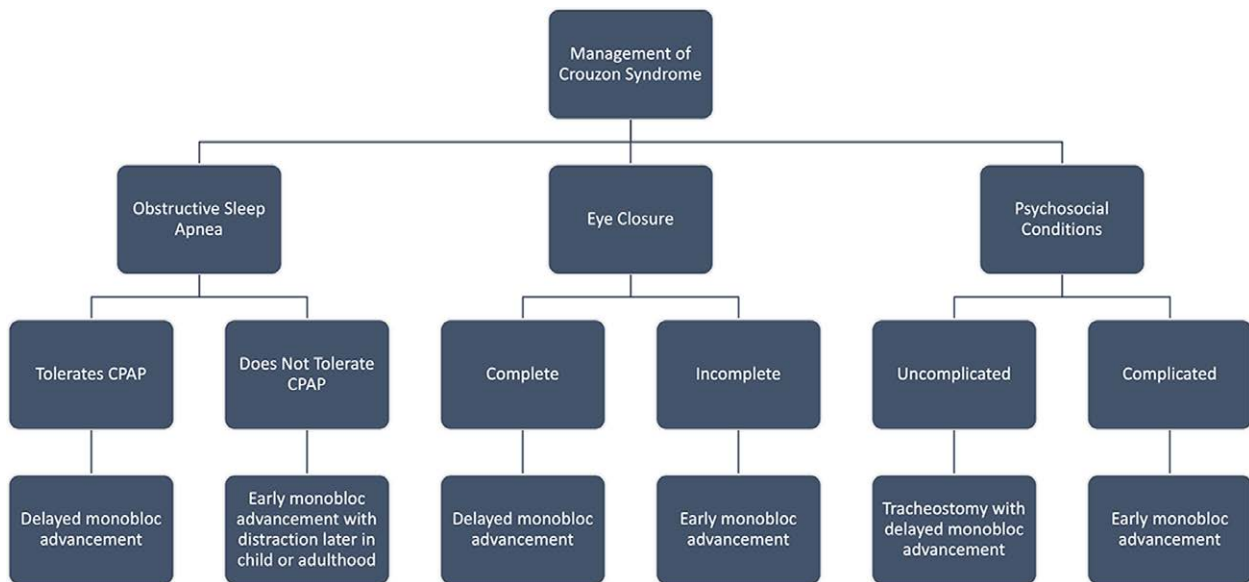 Management of
Crouzon Syndrome
Obstructive Sleep
Apnea
Eye Closure
Psychosocial
Conditions
Tolerates CPAP
Does Not Tolerate
CPAP
Complete
Incomplete
Uncomplicated
Complicated
Delayed monobloc
advancement
Early monobloc
advancement with
distraction later in
child or adulthood
Delayed monobloc
advancement
Early monobloc
advancement
Tracheostomy with
delayed monobloc
advancement
Early monobloc
advancement